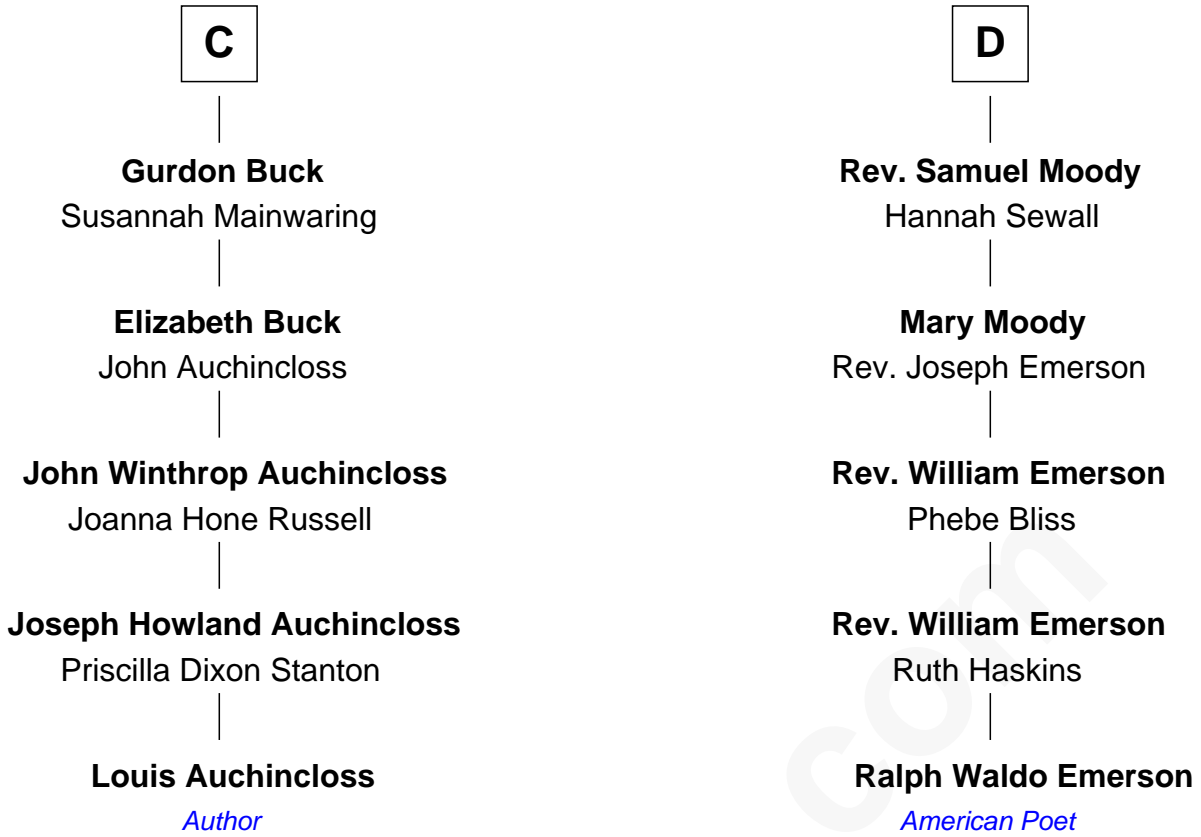 C
Gurdon Buck
Susannah Mainwaring
Elizabeth Buck
John Auchincloss
John Winthrop Auchincloss
Joanna Hone Russell
Joseph Howland Auchincloss
Priscilla Dixon Stanton
Louis Auchincloss
Author
D
Rev. Samuel Moody
Hannah Sewall
Mary Moody
Rev. Joseph Emerson
Rev. William Emerson
Phebe Bliss
Rev. William Emerson
Ruth Haskins
Ralph Waldo Emerson
American Poet
com